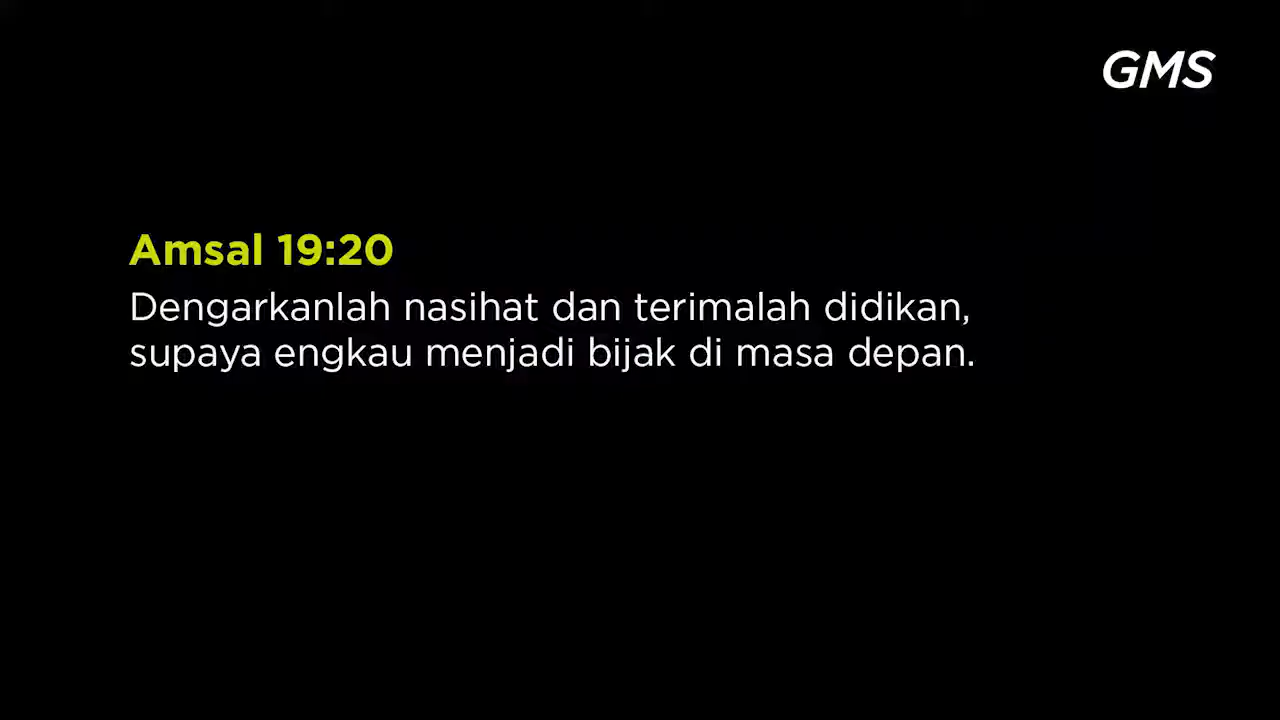 GMS
Amsal 19:20
Dengarkanlah nasihat dan terimalah didikan,
supaya engkau menjadi bijak di masa depan.